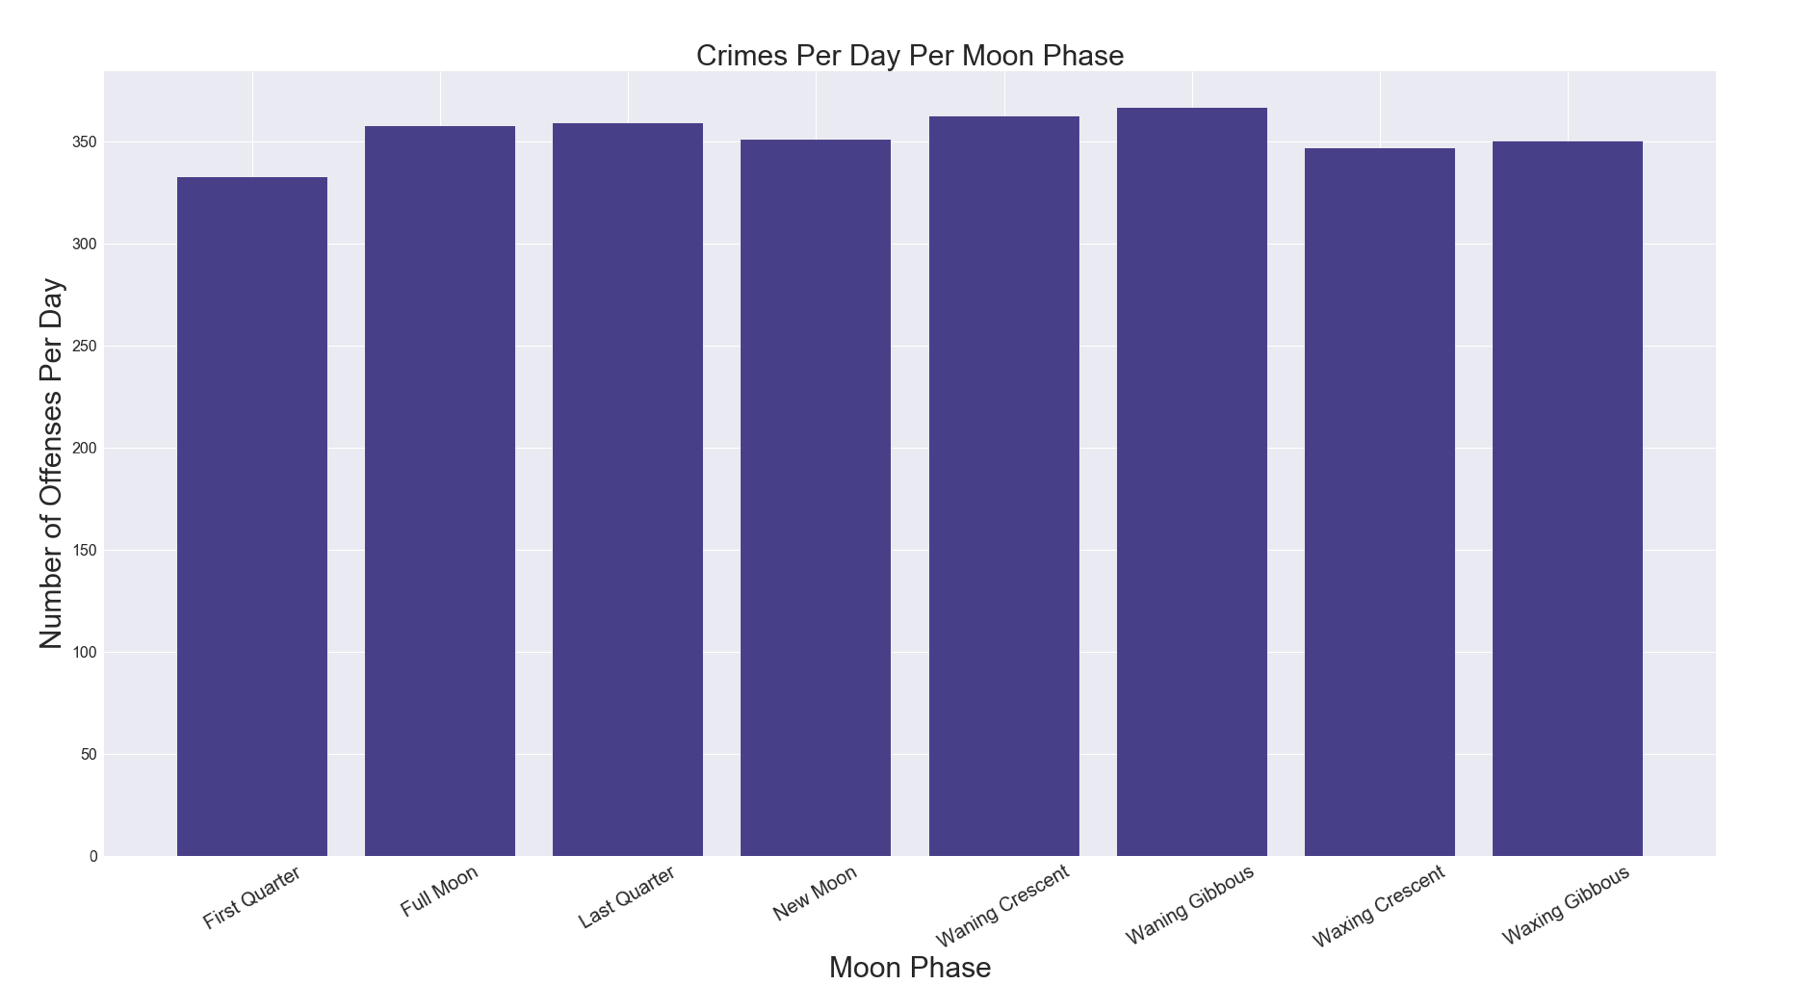 Crimes Per Day Per Moon Phase
Number of Offenses Per Day
350
300
250
200
150
100
50
0
First Quarter
Full Moon
Last Quarter
New Moon
Waning Crescent
Waning Gibbous
Waxing Crescent
Waxing Gibbous
Moon Phase